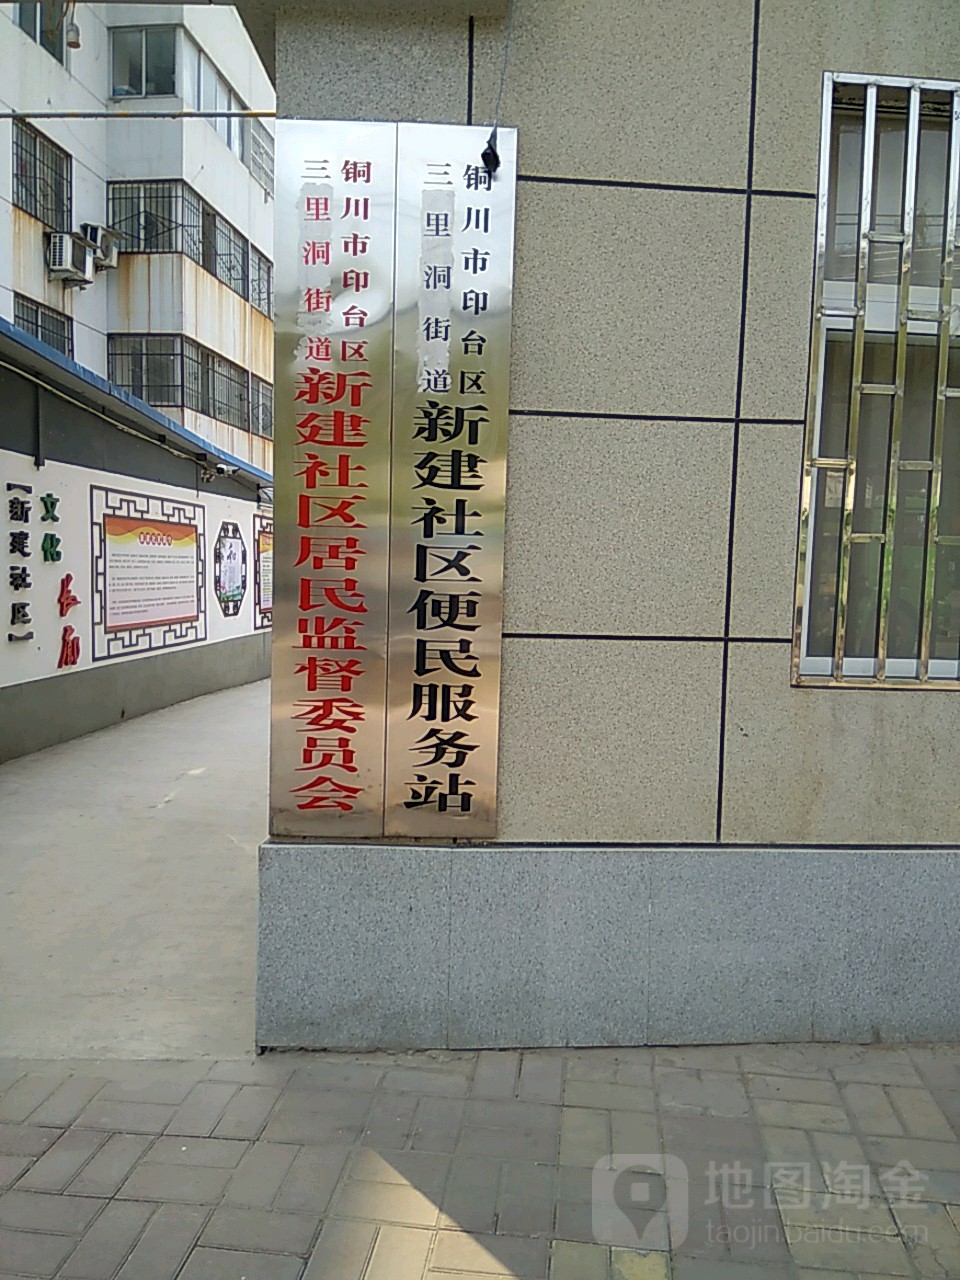 铜川市印台区
三里洞街道
新建社区居民监督委员会
铜川市印台区
三里洞街道
新建社区便民服务站
文化长廊
【新建社区】
和
地图淘金
taojin.baidu.com